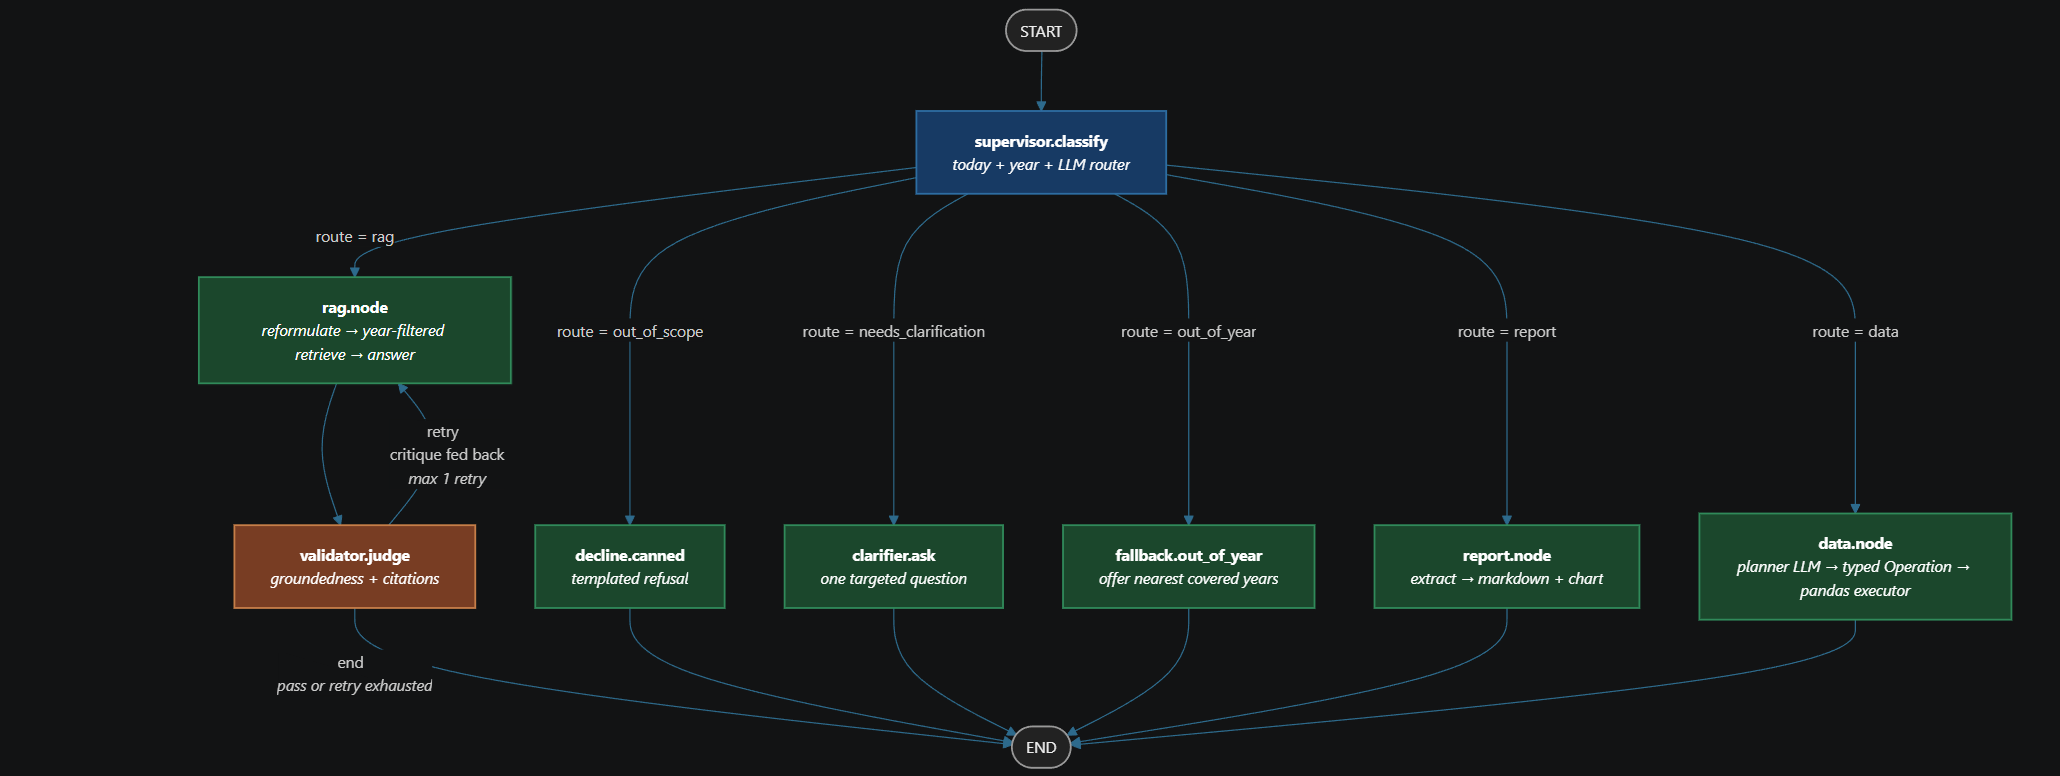 START
supervisor.classify
today + year + LLM router
route = rag
rag.node
reformulate → year-filtered
retrieve → answer
route = out_of_scope
route = needs_clarification
route = out_of_year
route = report
route = data
retry
critique fed back
max 1 retry
validator.judge
groundedness + citations
decline.canned
templated refusal
clarifier.ask
one targeted question
fallback.out_of_year
offer nearest covered years
report.node
extract → markdown + chart
data.node
planner LLM → typed Operation →
pandas executor
end
pass or retry exhausted
END